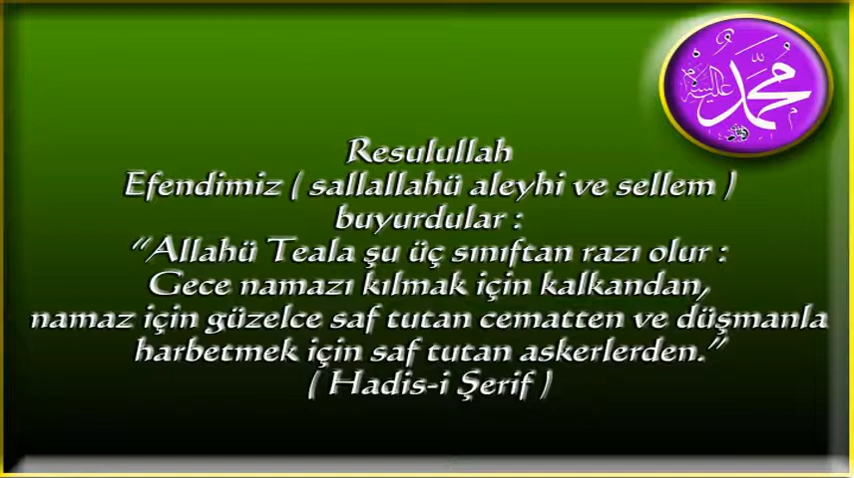 محمد
عليه السلام
Resulullah
Efendimiz ( sallallahü aleyhi ve sellem )
buyurdular :
“Allahü Teala şu üç sınıftan razı olur :
Gece namazı kılmak için kalkandan,
namaz için güzelce saf tutan cematten ve düşmanla
harbetmek için saf tutan askerlerden.”
( Hadis-i Şerif )